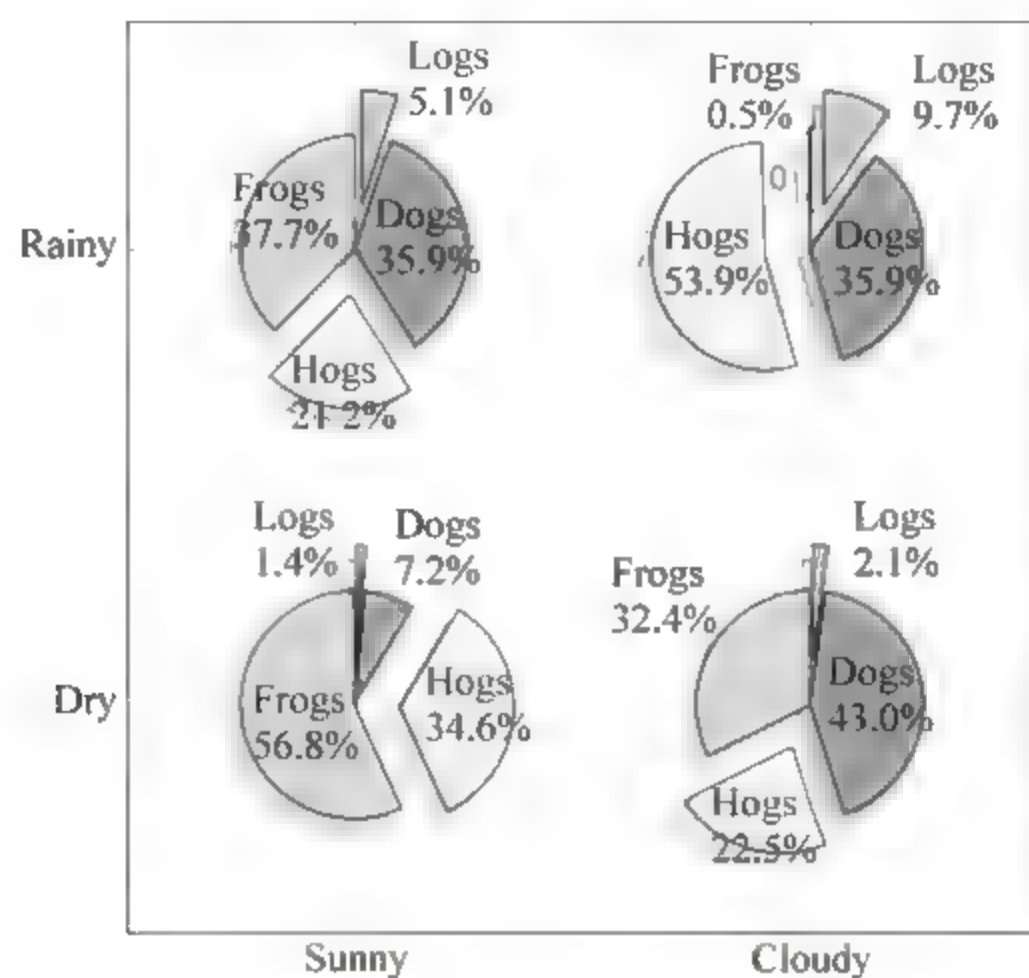 Rainy
Logs
5.1%
Frogs
37.7%
Dogs
35.9%
Hogs
21.2%
Frogs
0.5%
Logs
9.7%
Hogs
53.9%
Dogs
35.9%
Dry
Logs
1.4%
Dogs
7.2%
Frogs
56.8%
Hogs
34.6%
Logs
2.1%
Frogs
32.4%
Dogs
43.0%
Hogs
22.5%
Sunny
Cloudy